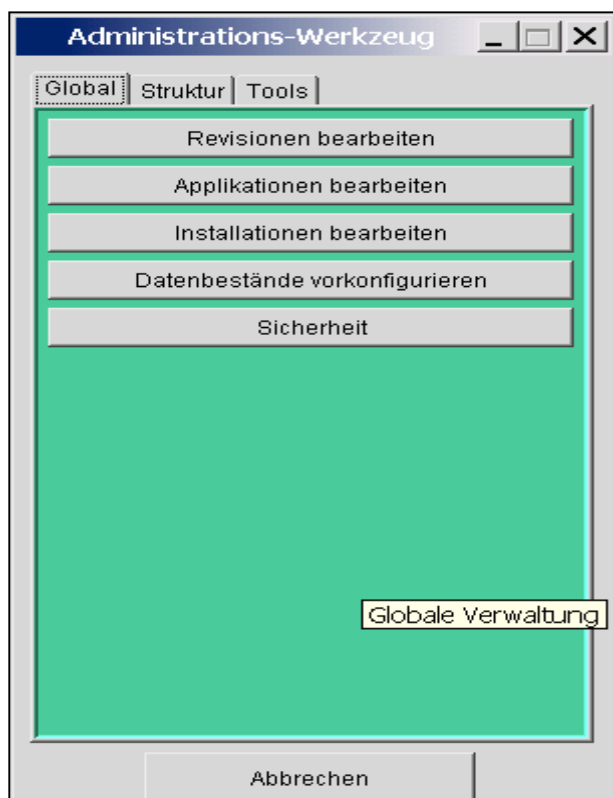 Administrations-Werkzeug
Global Struktur Tools
Revisionen bearbeiten
Applikationen bearbeiten
Installationen bearbeiten
Datenbestände vorkonfigurieren
Sicherheit
Globale Verwaltung
Abbrechen